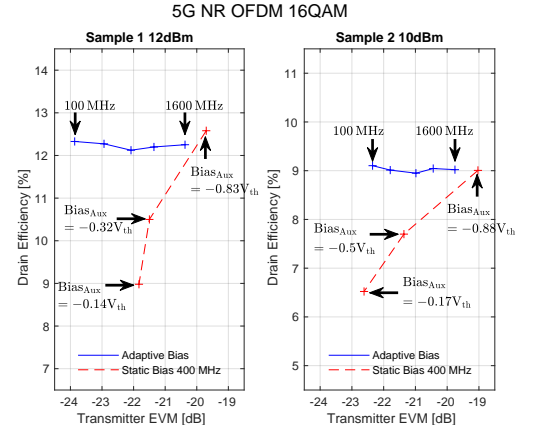 5G NR OFDM 16QAM
Sample 1 12dBm
14
13
12
11
10
9
8
7
Drain Efficiency [%]
100 MHz
1600 MHz
Bias_Aux
= −0.83V_th
Bias_Aux
= −0.32V_th
Bias_Aux
= −0.14V_th
Adaptive Bias
Static Bias 400 MHz
-24 -23 -22 -21 -20 -19
Transmitter EVM [dB]
Sample 2 10dBm
11
10
9
8
7
6
5
Drain Efficiency [%]
100 MHz
1600 MHz
Bias_Aux
= −0.88V_th
Bias_Aux
= −0.5V_th
Bias_Aux
= −0.17V_th
Adaptive Bias
Static Bias 400 MHz
-24 -23 -22 -21 -20 -19
Transmitter EVM [dB]